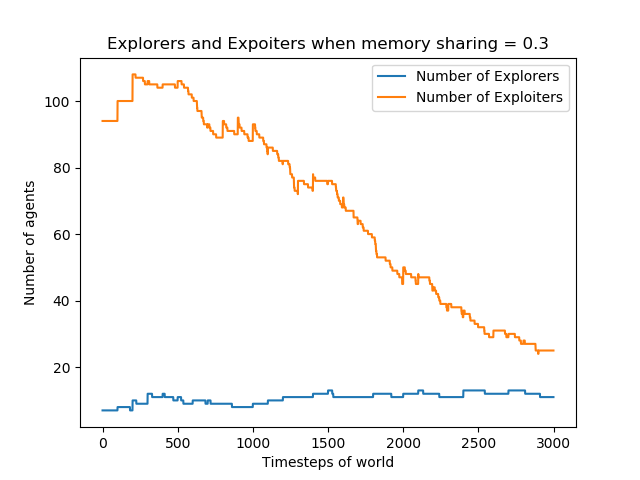 Explorers and Expoiters when memory sharing = 0.3
Number of Explorers
Number of Exploiters
Number of agents
100
80
60
40
20
0 500 1000 1500 2000 2500 3000
Timesteps of world